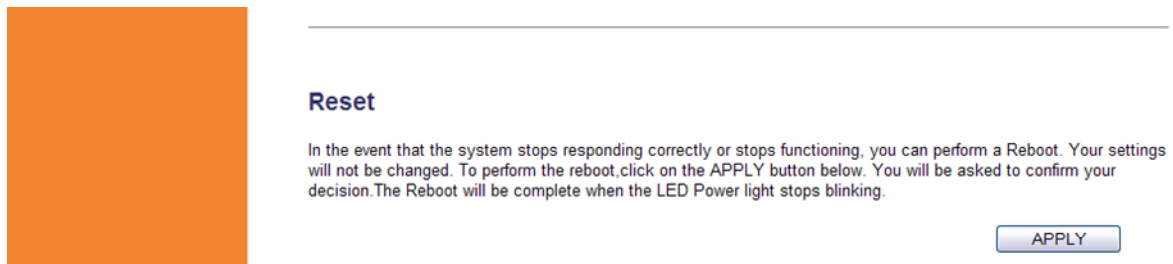 Reset
In the event that the system stops responding correctly or stops functioning, you can perform a Reboot. Your settings
will not be changed. To perform the reboot,click on the APPLY button below. You will be asked to confirm your
decision.The Reboot will be complete when the LED Power light stops blinking.
APPLY